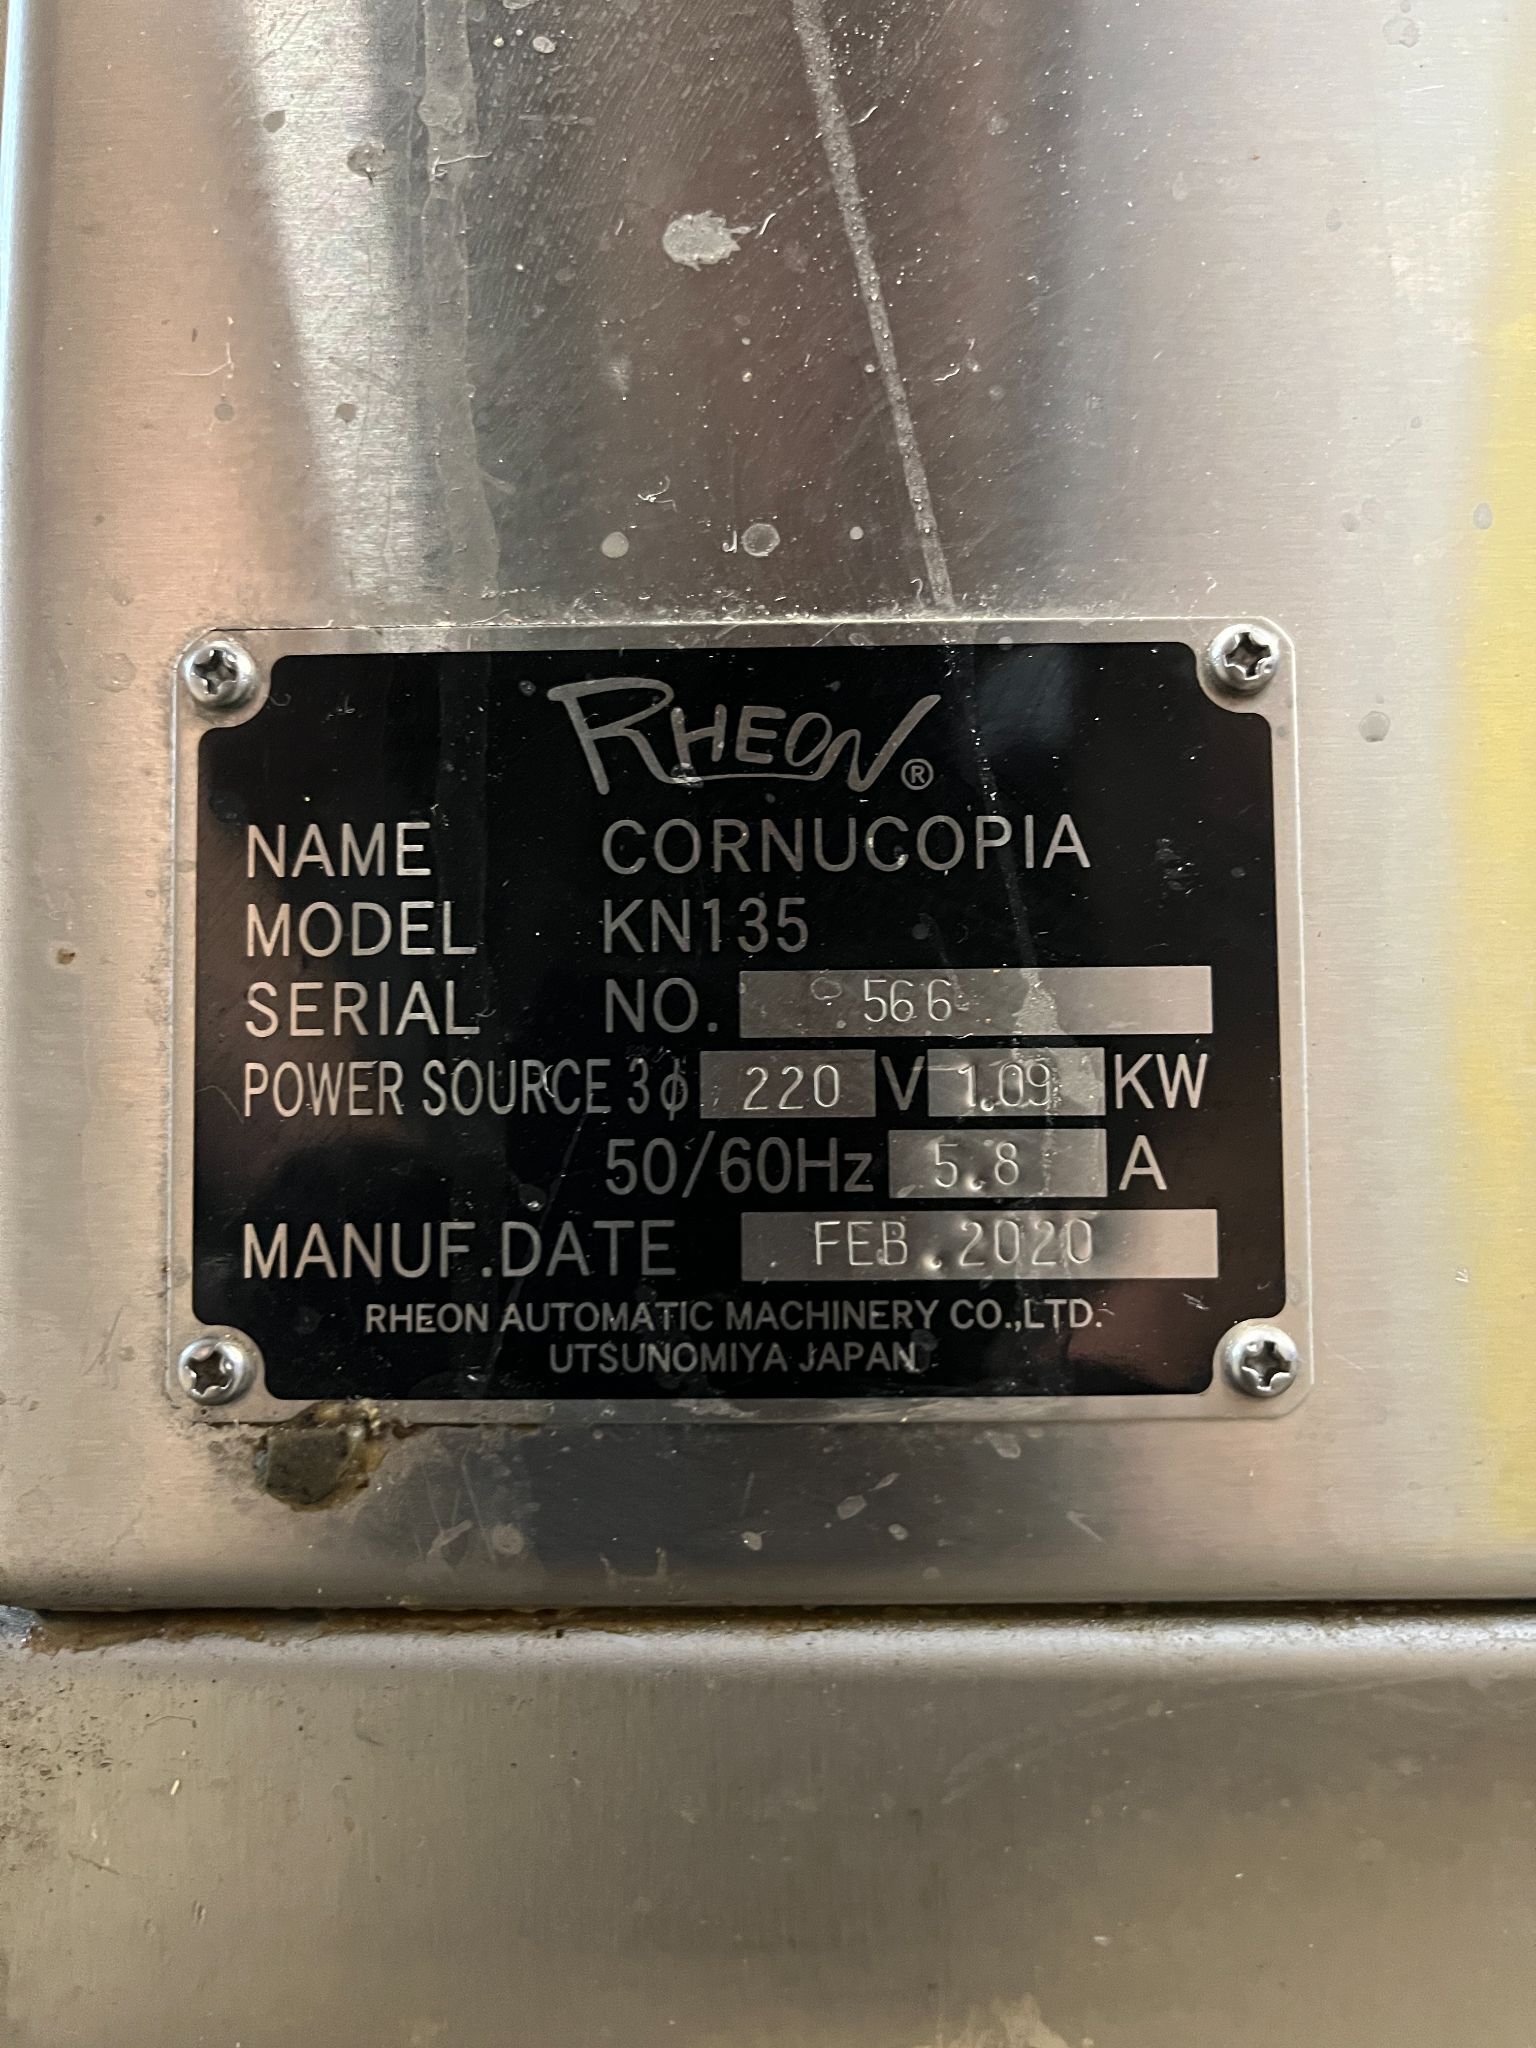 RHEON®
NAME CORNUCOPIA
MODEL KN135
SERIAL NO. 566
POWER SOURCE 3ϕ 220 V 1.09 KW
50/60Hz 5.8 A
MANUF.DATE FEB.2020
RHEON AUTOMATIC MACHINERY CO.,LTD.
UTSUNOMIYA JAPAN